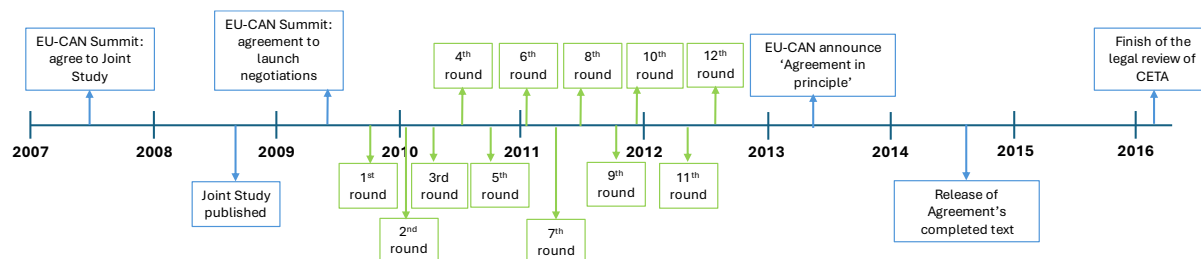 EU-CAN Summit:
agree to Joint
Study
EU-CAN Summit:
agreement to
launch
negotiations
4th
round
6th
round
8th
round
10th
round
12th
round
EU-CAN announce
‘Agreement in
principle’
Finish of the
legal review of
CETA
2007
2008
2009
2010
2011
2012
2013
2014
2015
2016
Joint Study
published
1st
round
2nd
round
3rd
round
5th
round
7th
round
9th
round
11th
round
Release of
Agreement’s
completed text